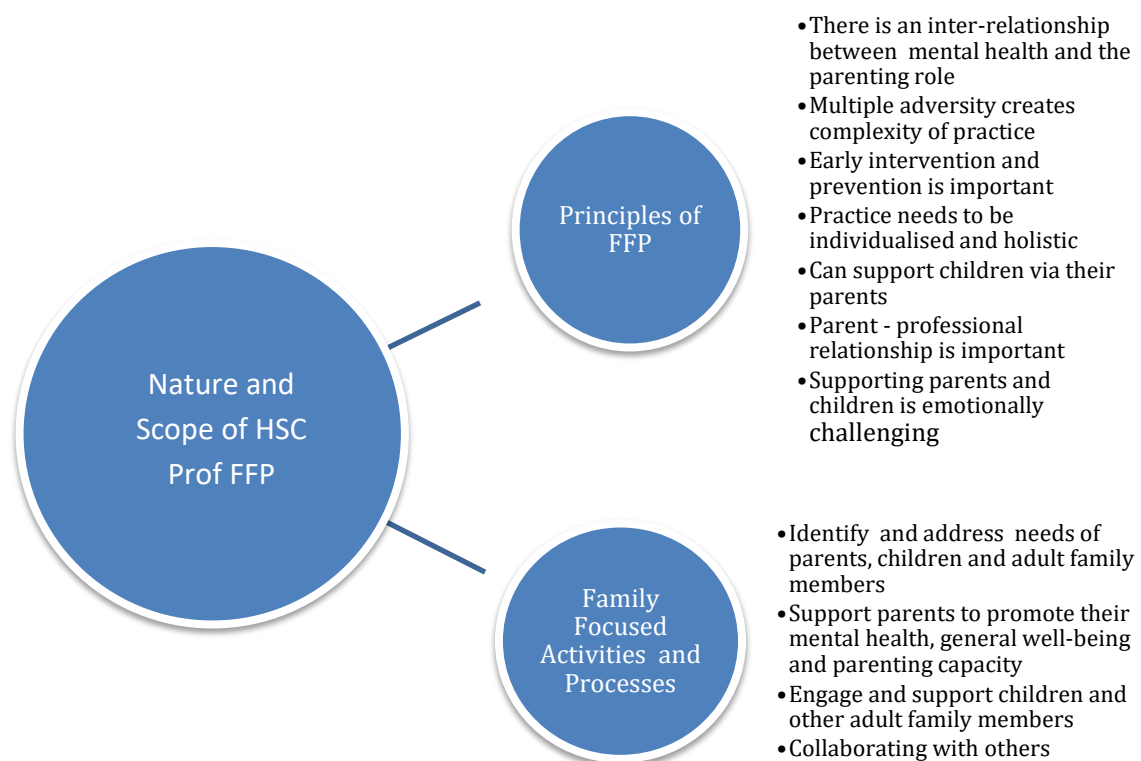 Nature and
Scope of HSC
Prof FFP
Principles of
FFP
•There is an inter-relationship
between mental health and the
parenting role
•Multiple adversity creates
complexity of practice
•Early intervention and
prevention is important
•Practice needs to be
individualised and holistic
•Can support children via their
parents
•Parent - professional
relationship is important
•Supporting parents and
children is emotionally
challenging
Family
Focused
Activities and
Processes
•Identify and address needs of
parents, children and adult family
members
•Support parents to promote their
mental health, general well-being
and parenting capacity
•Engage and support children and
other adult family members
•Collaborating with others